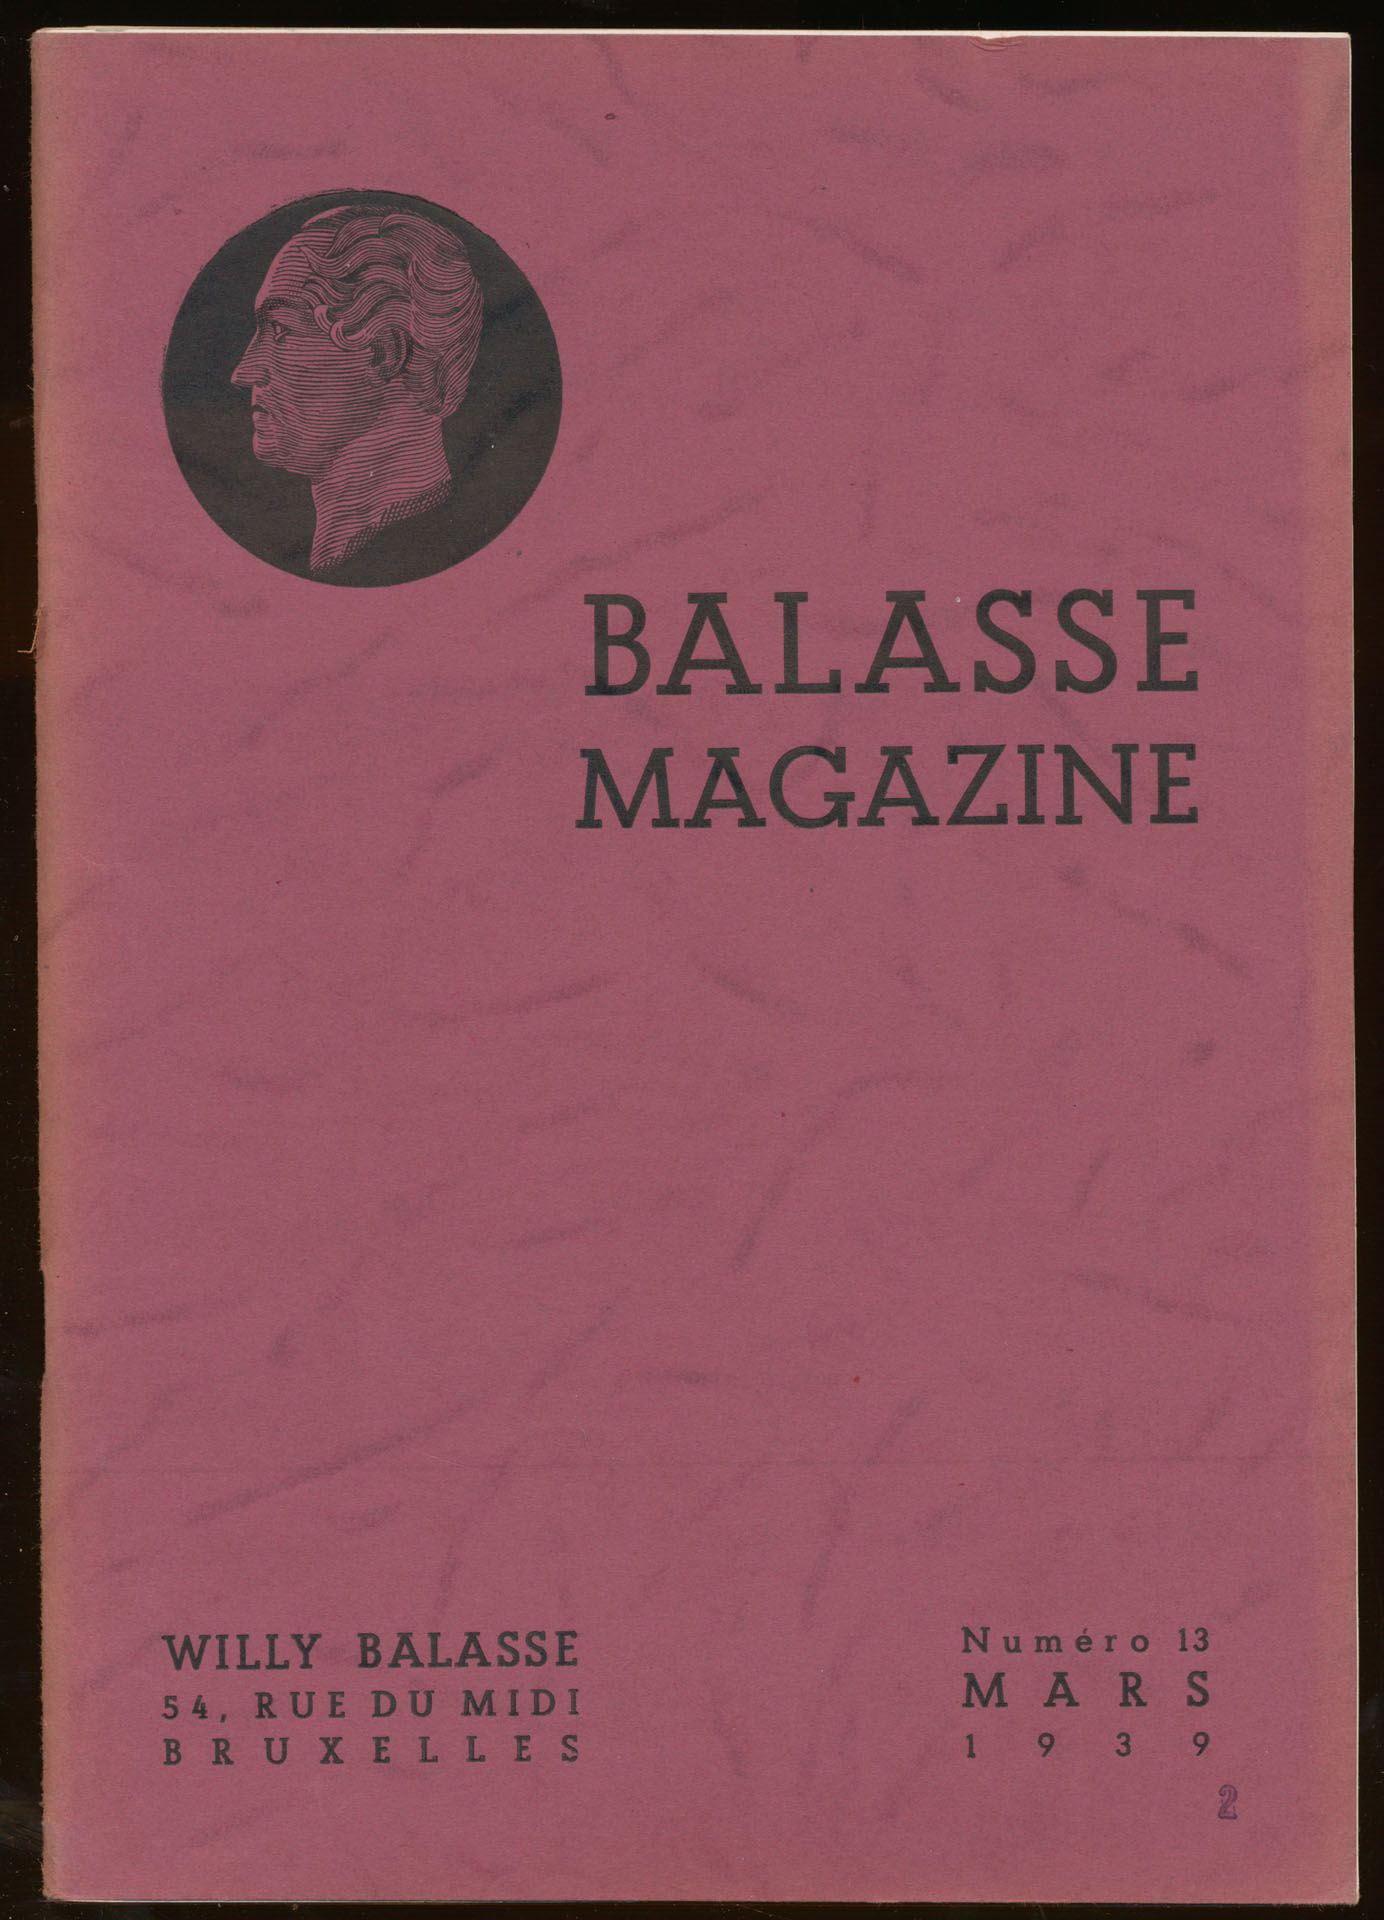 BALASSE
MAGAZINE
WILLY BALASSE
54, RUE DU MIDI
BRUXELLES
Numéro 13
MARS
1939
2